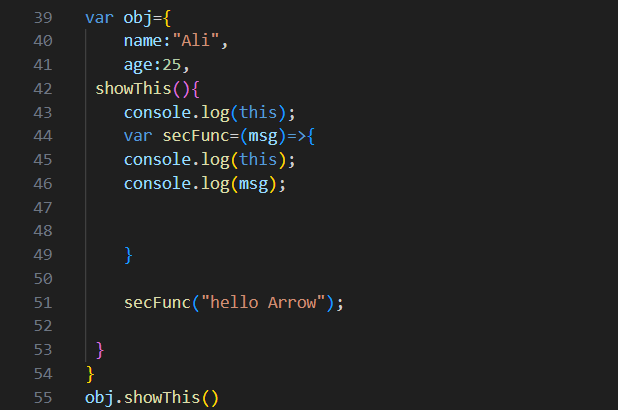 39 var obj={
40 name:"Ali",
41 age:25,
42 showThis(){
43 console.log(this);
44 var secFunc=(msg)=>{
45 console.log(this);
46 console.log(msg);
47
48
49 }
50
51 secFunc("hello Arrow");
52
53 }
54 }
55 obj.showThis()